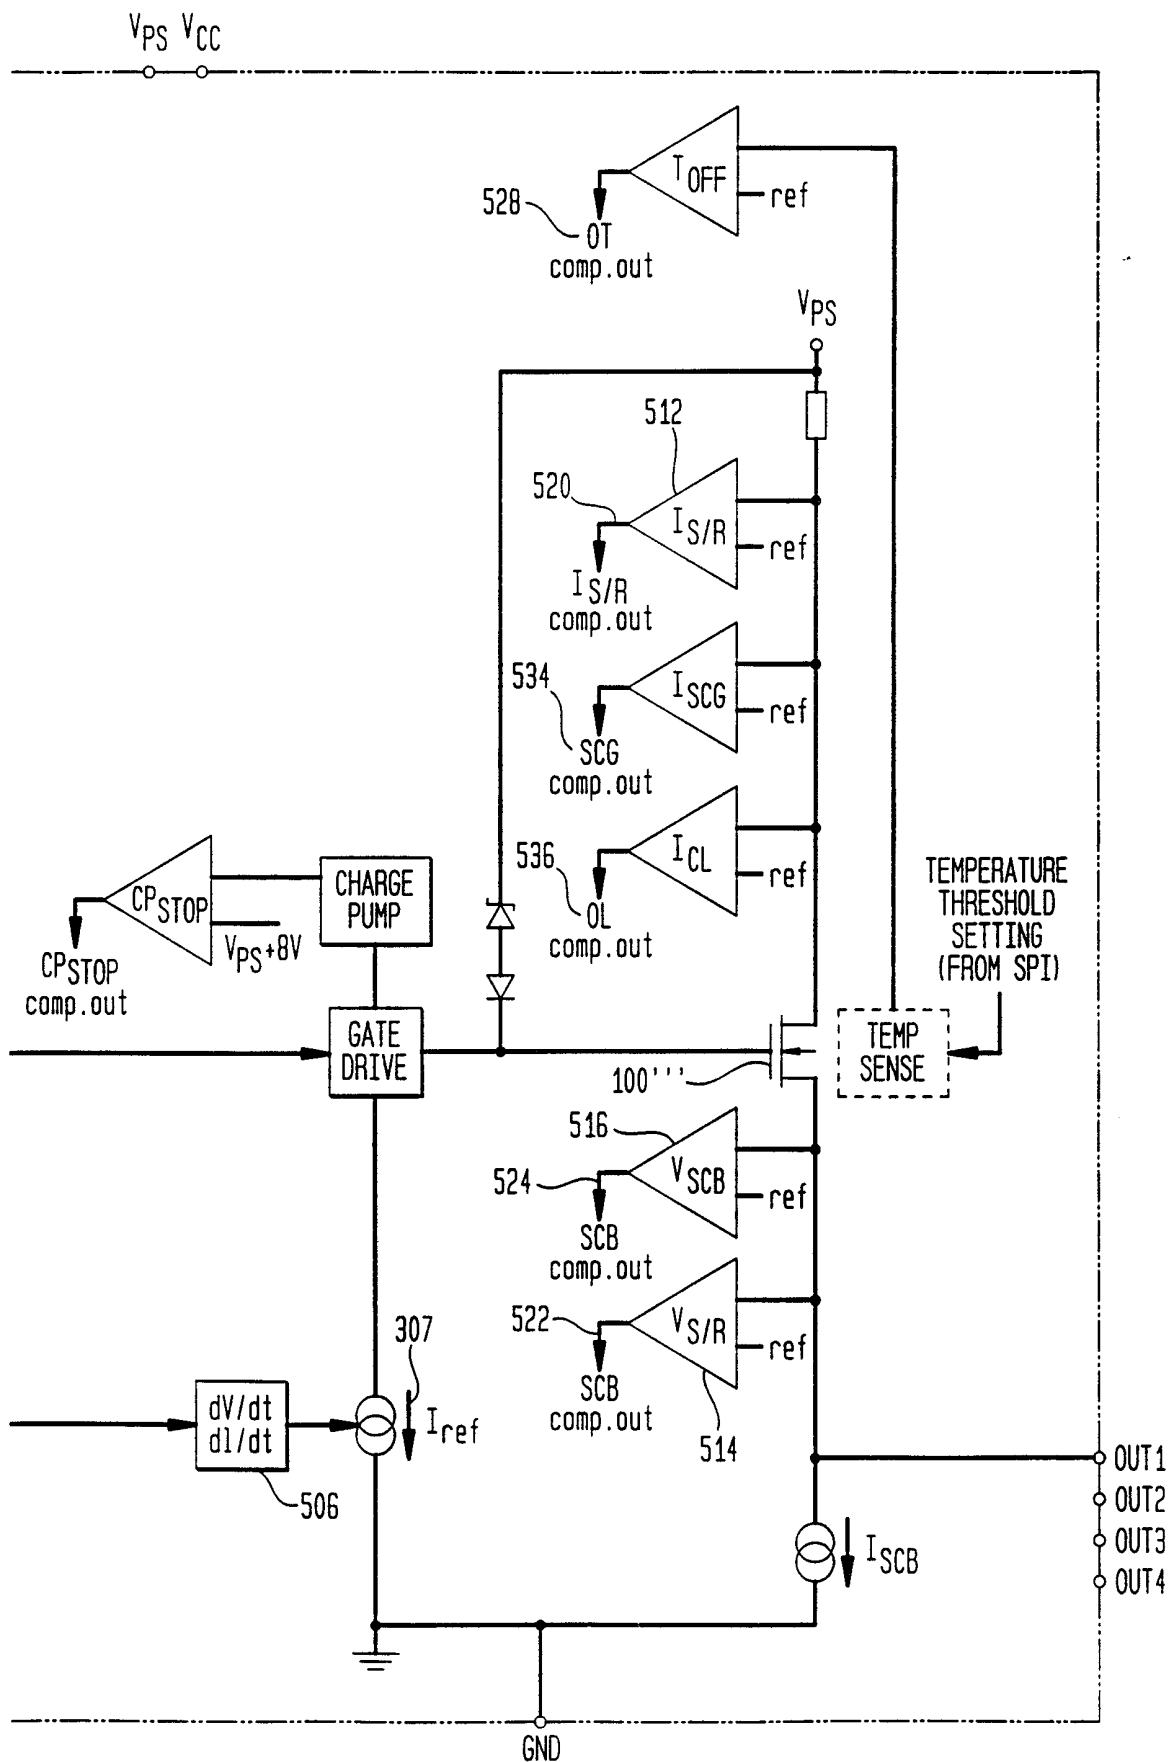 VPS VCC
TOFF
ref
528
OT
comp.out
VPS
512
520
IS/R
ref
IS/R
comp.out
534
ISCG
ref
SCG
comp.out
536
ICL
ref
OL
comp.out
CPSTOP
VPS+8V
CPSTOP
comp.out
CHARGE
PUMP
TEMPERATURE
THRESHOLD
SETTING
(FROM SPI)
GATE
DRIVE
TEMP
SENSE
100'''
516
524
VSCB
ref
SCB
comp.out
522
VS/R
ref
SCB
comp.out
514
307
dV/dt
dl/dt
Iref
506
OUT1
OUT2
OUT3
OUT4
ISCB
GND